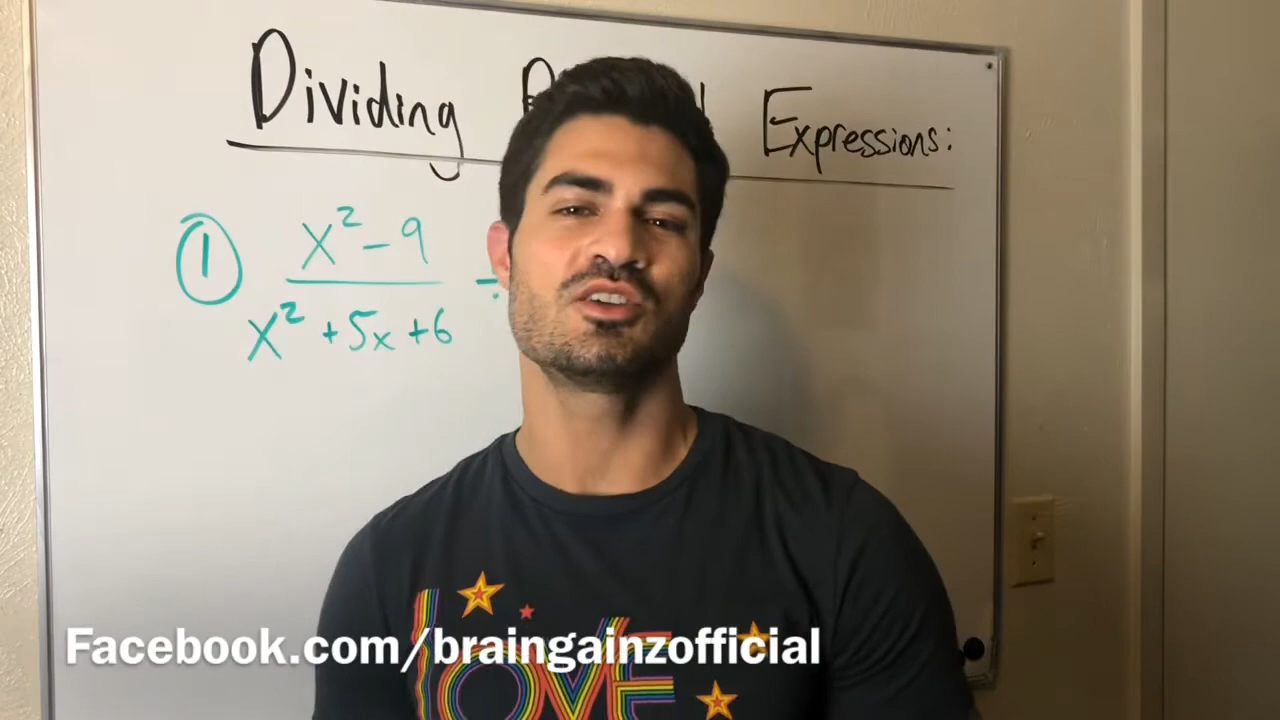 Dividing Expressions:
① x² - 9 ÷
x² + 5x + 6
LOVE
Facebook.com/braingainzofficial